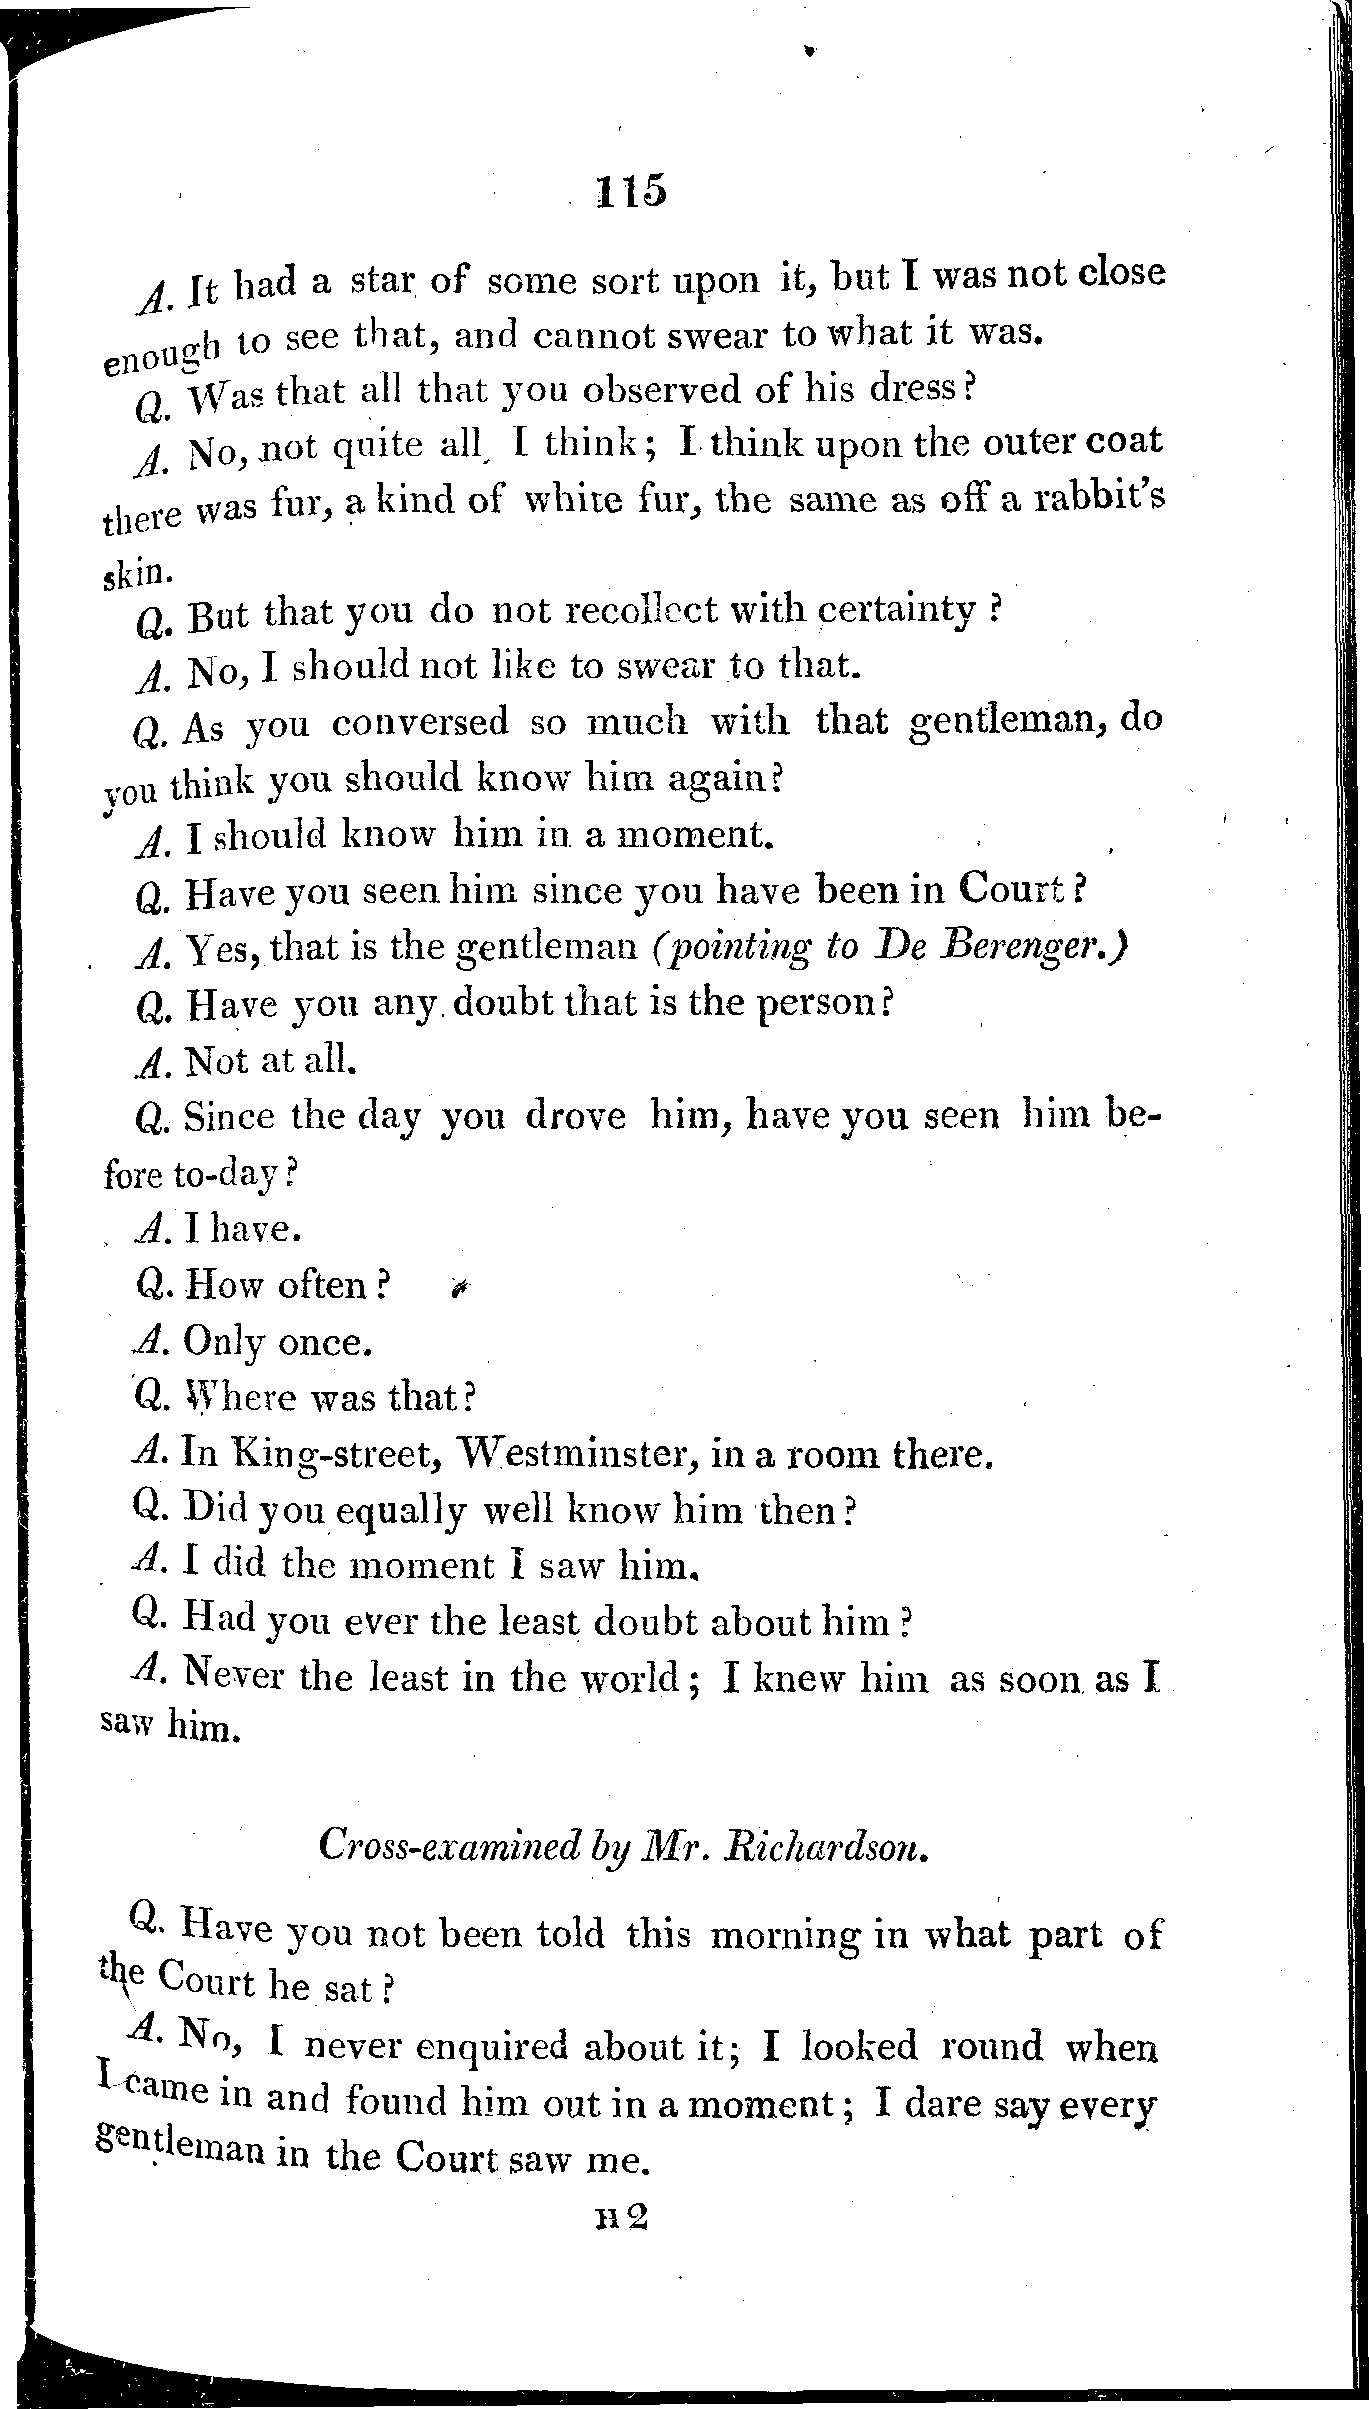 115
A. It had a star of some sort upon it, but I was not close
enough to see that, and cannot swear to what it was.
Q. Was that all that you observed of his dress?
A. No, not quite all, I think; I think upon the outer coat
there was fur, a kind of white fur, the same as off a rabbit's
skin.
Q. But that you do not recollect with certainty?
A. No, I should not like to swear to that.
Q. As you conversed so much with that gentleman, do
you think you should know him again?
A. I should know him in a moment.
Q. Have you seen him since you have been in Court?
A. Yes, that is the gentleman (pointing to De Berenger.)
Q. Have you any doubt that is the person?
A. Not at all.
Q. Since the day you drove him, have you seen him be-
fore to-day?
A. I have.
Q. How often?
A. Only once.
Q. Where was that?
A. In King-street, Westminster, in a room there.
Q. Did you equally well know him then?
A. I did the moment I saw him.
Q. Had you ever the least doubt about him?
A. Never the least in the world; I knew him as soon as I
saw him.
Cross-examined by Mr. Richardson.
Q. Have you not been told this morning in what part of
the Court he sat?
A. No, I never enquired about it; I looked round when
I came in and found him out in a moment; I dare say every
gentleman in the Court saw me.
H 2